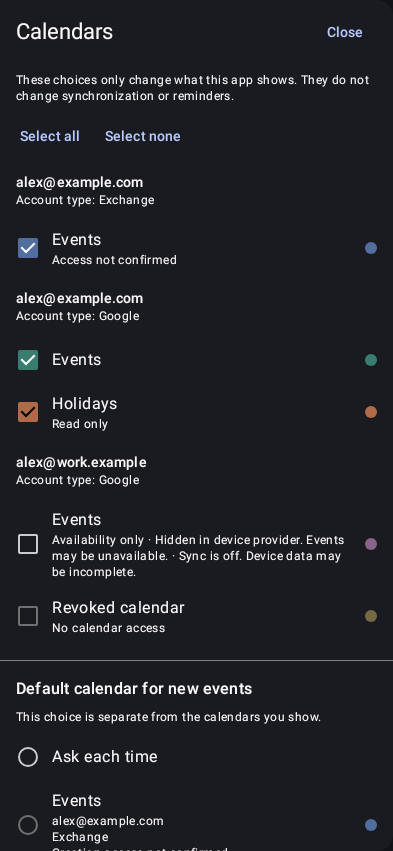 Calendars
Close
These choices only change what this app shows. They do not
change synchronization or reminders.
Select all
Select none
alex@example.com
Account type: Exchange
Events
Access not confirmed
alex@example.com
Account type: Google
Events
Holidays
Read only
alex@work.example
Account type: Google
Events
Availability only · Hidden in device provider. Events
may be unavailable. · Sync is off. Device data may
be incomplete.
Revoked calendar
No calendar access
Default calendar for new events
This choice is separate from the calendars you show.
Ask each time
Events
alex@example.com
Exchange
Creation access not confirmed